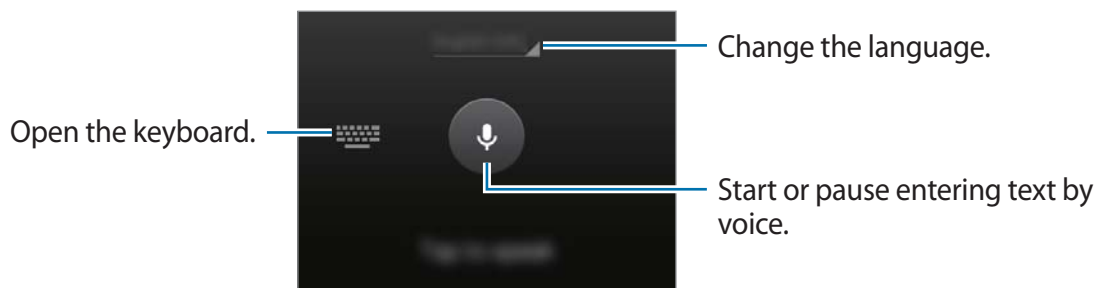 Change the language.
Open the keyboard.
Start or pause entering text by
voice.